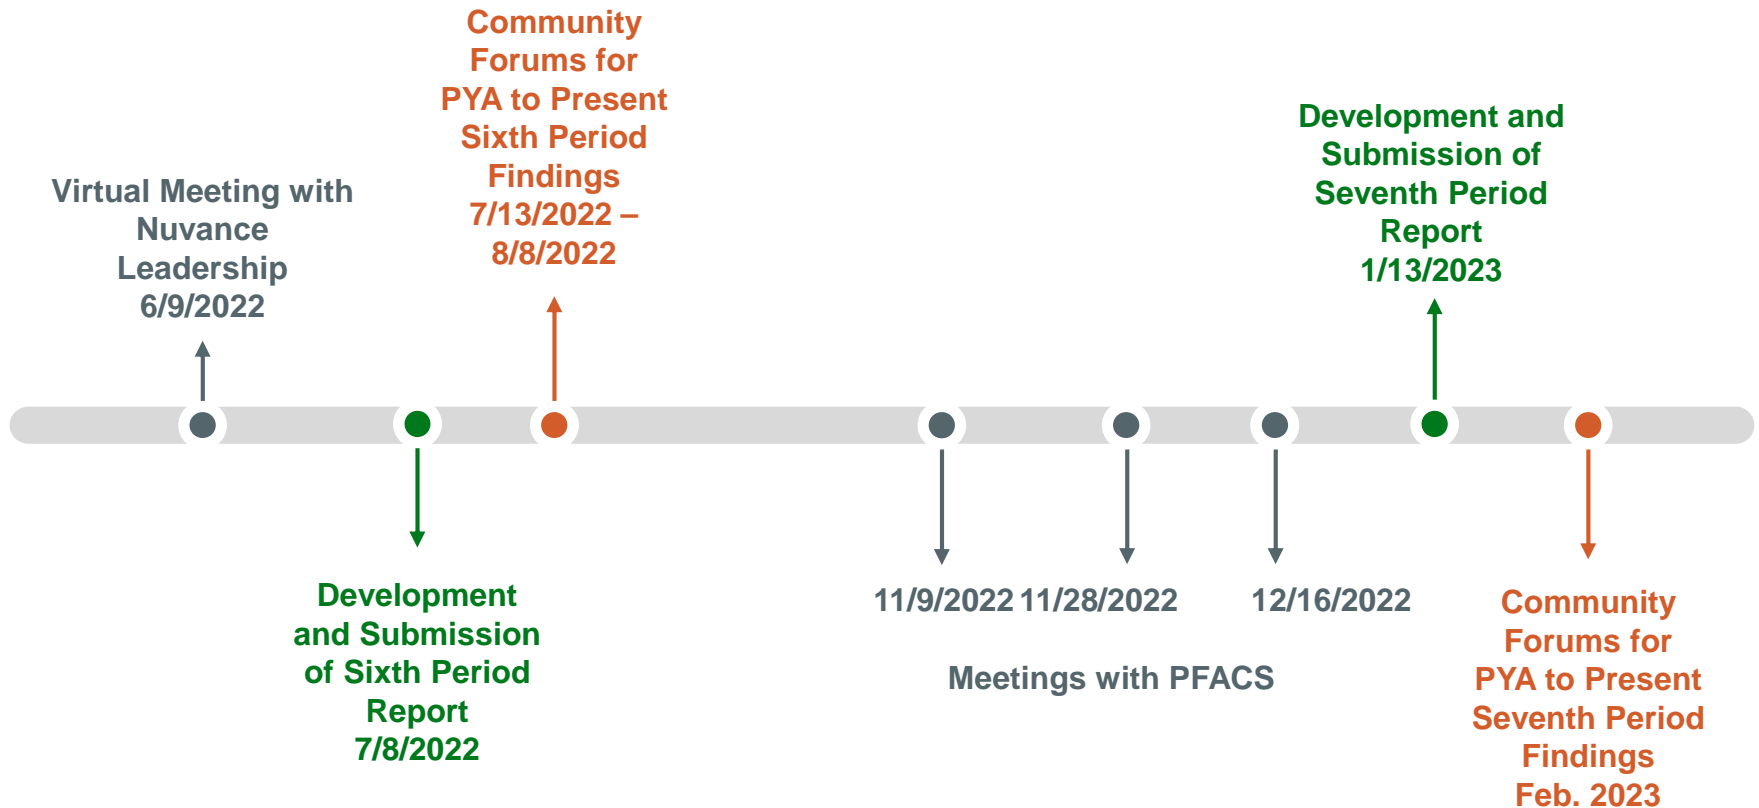 Virtual Meeting with
Nuvance
Leadership
6/9/2022
Development
and Submission
of Sixth Period
Report
7/8/2022
Community
Forums for
PYA to Present
Sixth Period
Findings
7/13/2022 –
8/8/2022
11/9/2022 11/28/2022 12/16/2022
Meetings with PFACS
Development and
Submission of
Seventh Period
Report
1/13/2023
Community
Forums for
PYA to Present
Seventh Period
Findings
Feb. 2023